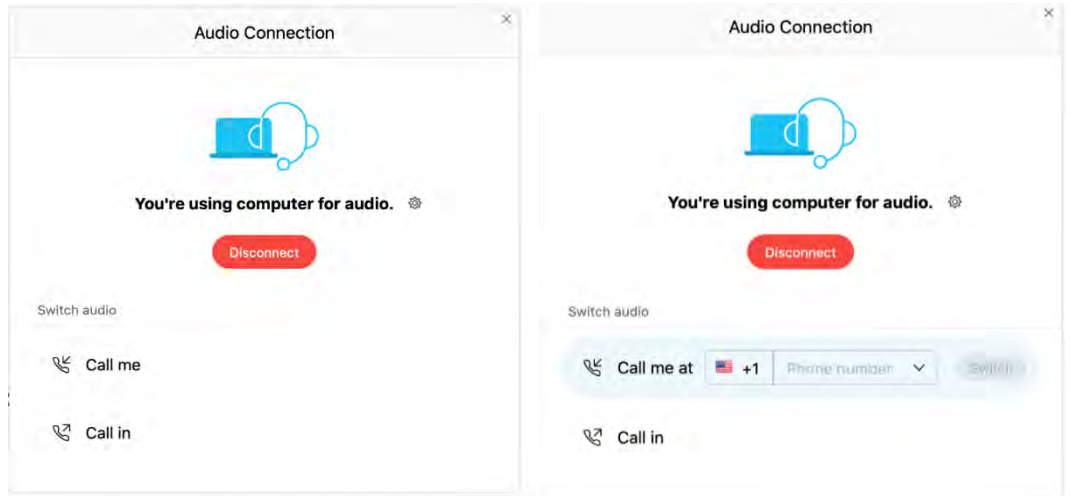 Audio Connection
You're using computer for audio.
Disconnect
Switch audio
Call me
Call in
Audio Connection
You're using computer for audio.
Disconnect
Switch audio
Call me at +1 Phone number Switch
Call in